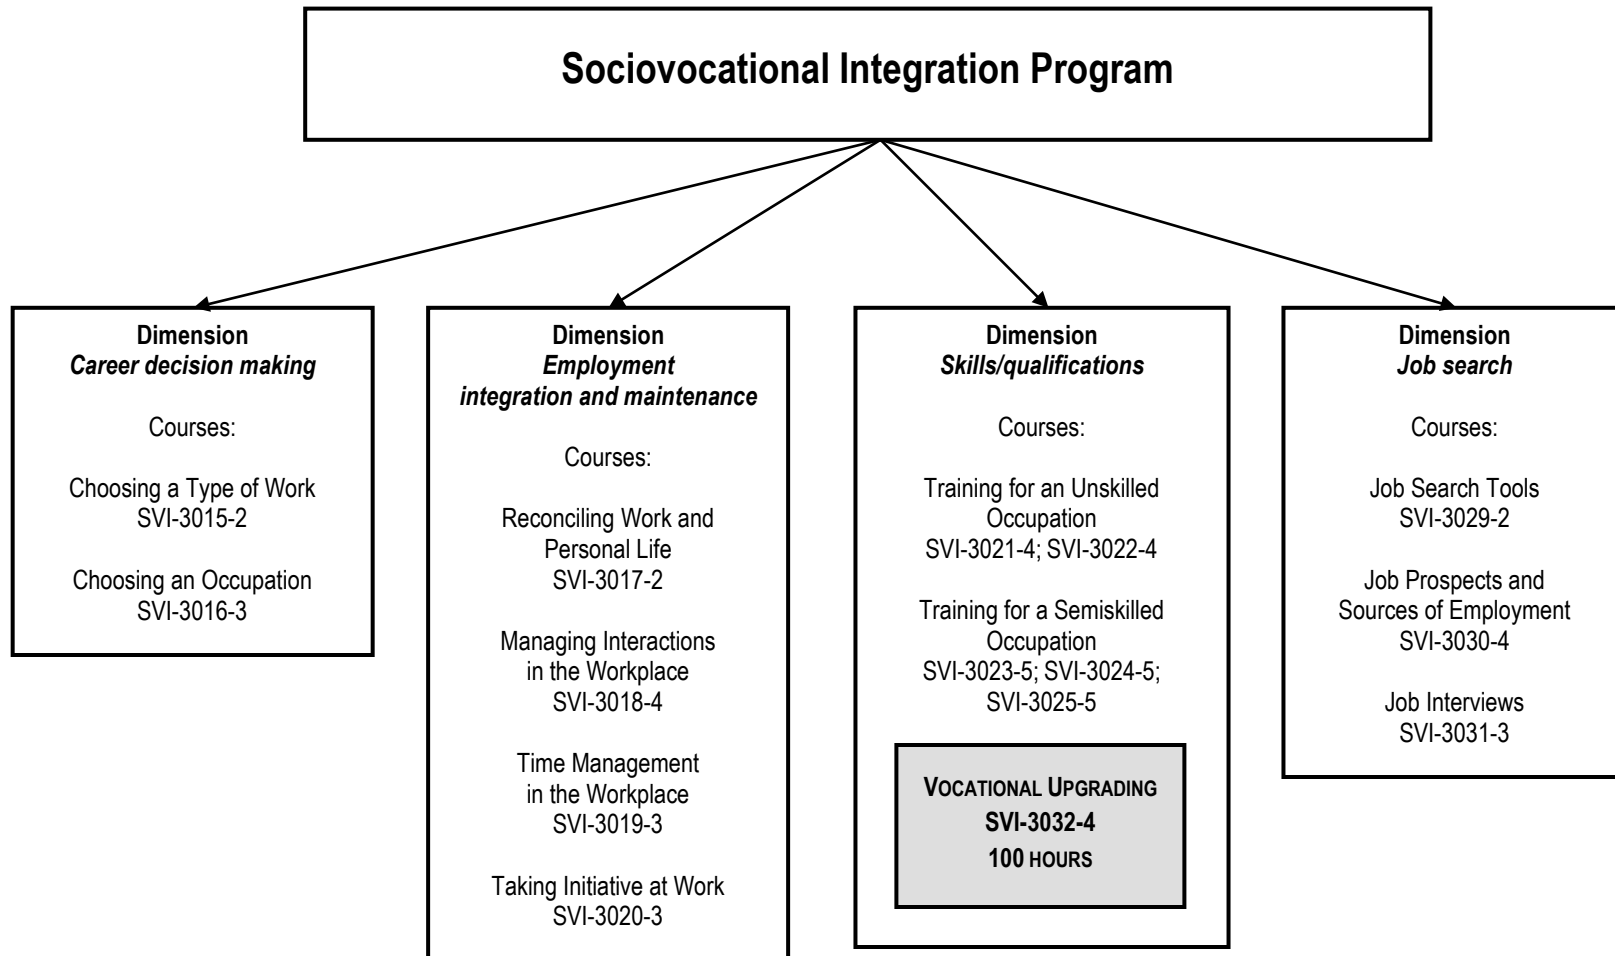 Sociovocational Integration Program
Dimension
Career decision making
Courses:
Choosing a Type of Work
SVI-3015-2
Choosing an Occupation
SVI-3016-3
Dimension
Employment
integration and maintenance
Courses:
Reconciling Work and
Personal Life
SVI-3017-2
Managing Interactions
in the Workplace
SVI-3018-4
Time Management
in the Workplace
SVI-3019-3
Taking Initiative at Work
SVI-3020-3
Dimension
Skills/qualifications
Courses:
Training for an Unskilled
Occupation
SVI-3021-4; SVI-3022-4
Training for a Semiskilled
Occupation
SVI-3023-5; SVI-3024-5;
SVI-3025-5
VOCATIONAL UPGRADING
SVI-3032-4
100 HOURS
Dimension
Job search
Courses:
Job Search Tools
SVI-3029-2
Job Prospects and
Sources of Employment
SVI-3030-4
Job Interviews
SVI-3031-3